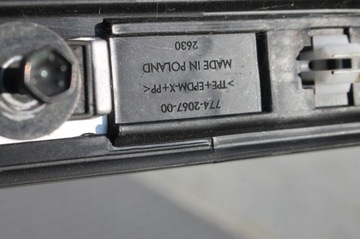 774-2067-00
>TPE+EPDM-X+PP<
MADE IN POLAND
2630